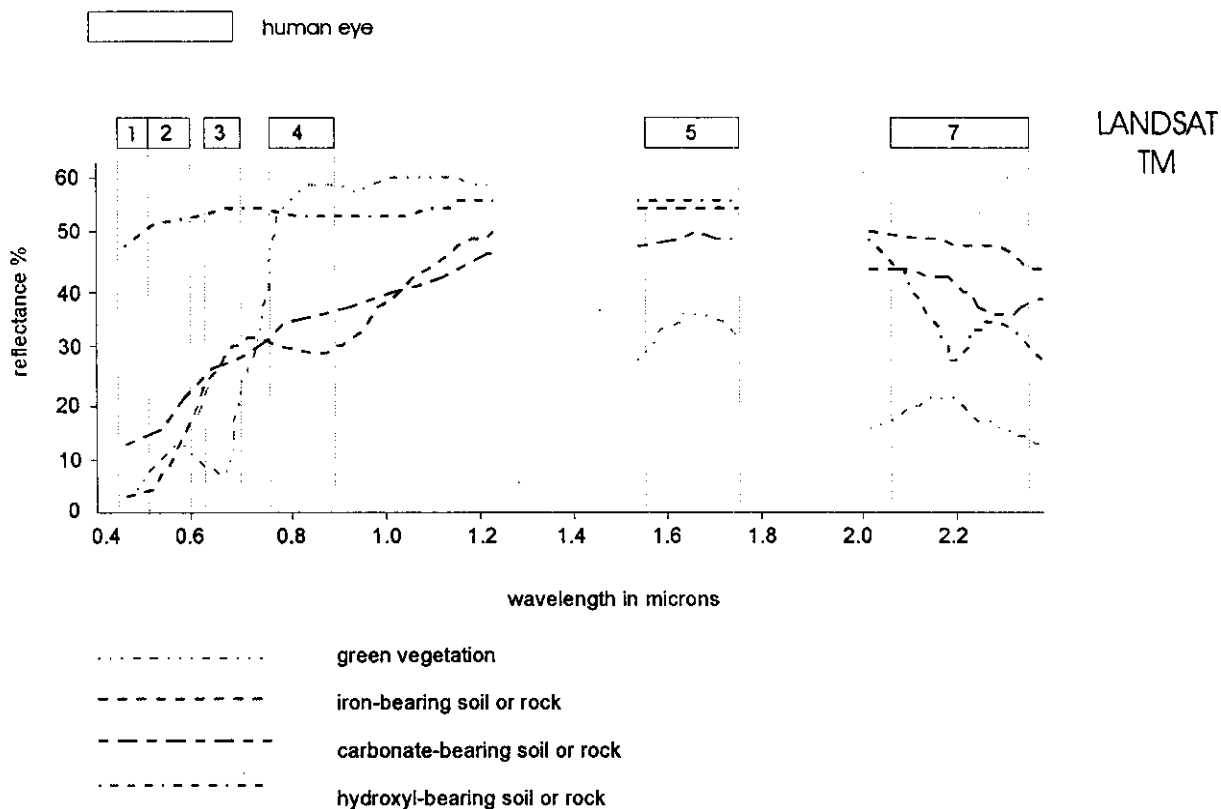 human eye
1 2 3 4 5 7
LANDSAT
TM
60
50
40
30
20
10
0
reflectance %
0.4 0.6 0.8 1.0 1.2 1.4 1.6 1.8 2.0 2.2
wavelength in microns
green vegetation
iron-bearing soil or rock
carbonate-bearing soil or rock
hydroxyl-bearing soil or rock